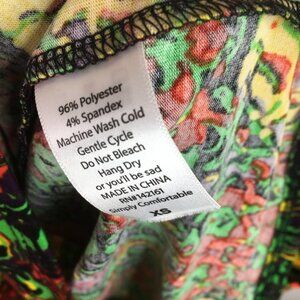 96% Polyester
4% Spandex
Machine Wash Cold
Gentle Cycle
Do Not Bleach
Hang Dry
or you'll be sad
MADE IN CHINA
RN#142161
Simply Comfortable
XS